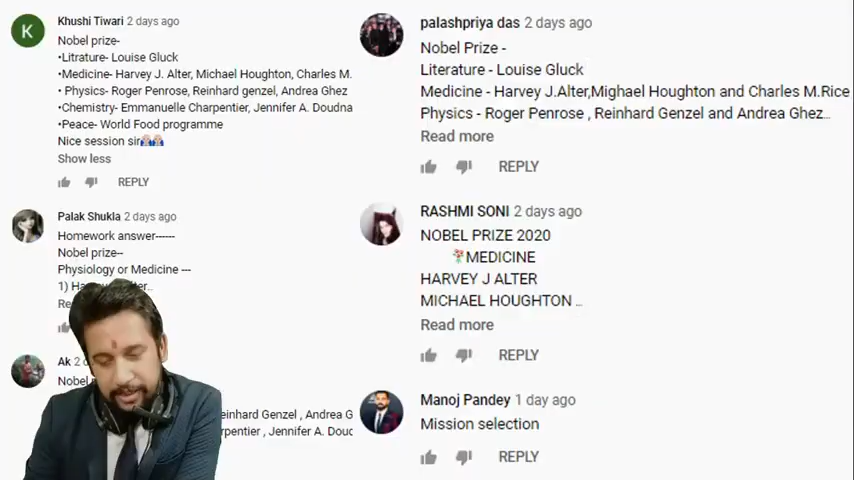 K
Khushi Tiwari 2 days ago
Nobel prize-
•Litrature- Louise Gluck
•Medicine- Harvey J. Alter, Michael Houghton, Charles M.
• Physics- Roger Penrose, Reinhard genzel, Andrea Ghez
•Chemistry- Emmanuelle Charpentier, Jennifer A. Doudna
•Peace- World Food programme
Nice session sir
Show less
REPLY
Palak Shukla 2 days ago
Homework answer------
Nobel prize--
Physiology or Medicine ---
1)
Ak 2
Nobel
einhard Genzel , Andrea G
rpentier , Jennifer A. Doud
palashpriya das 2 days ago
Nobel Prize -
Literature - Louise Gluck
Medicine - Harvey J.Alter,Mighael Houghton and Charles M.Rice
Physics - Roger Penrose , Reinhard Genzel and Andrea Ghez...
Read more
REPLY
RASHMI SONI 2 days ago
NOBEL PRIZE 2020
MEDICINE
HARVEY J ALTER
MICHAEL HOUGHTON ...
Read more
REPLY
Manoj Pandey 1 day ago
Mission selection
REPLY